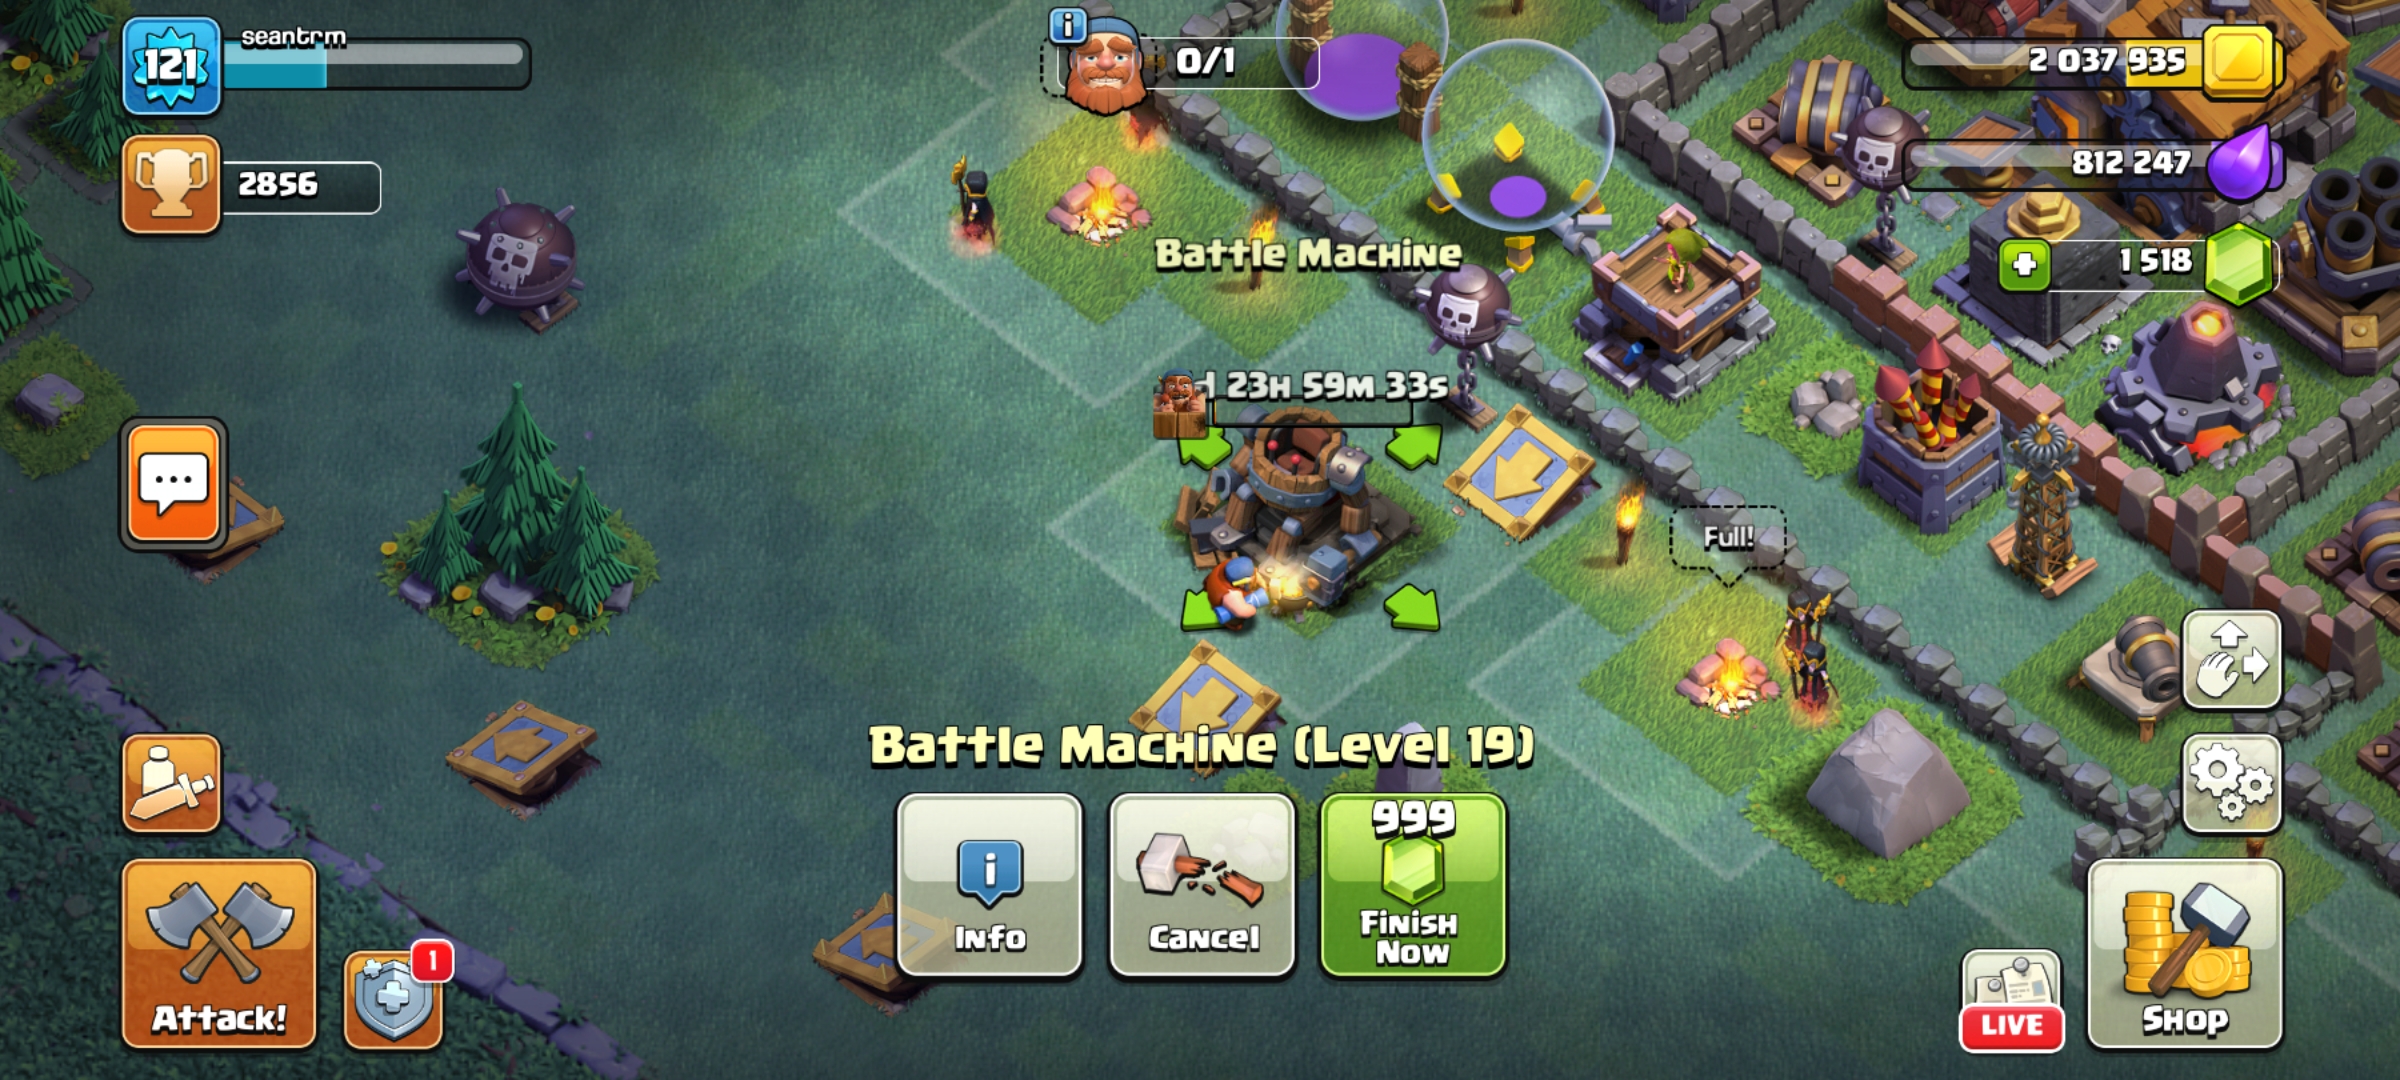 121
seantrm
0/1
2 037 935
2856
812 247
Battle Machine
1 518
23H 59M 33S
Full!
Battle Machine (Level 19)
999
Info
Cancel
Finish
Now
1
Attack!
LIVE
Shop